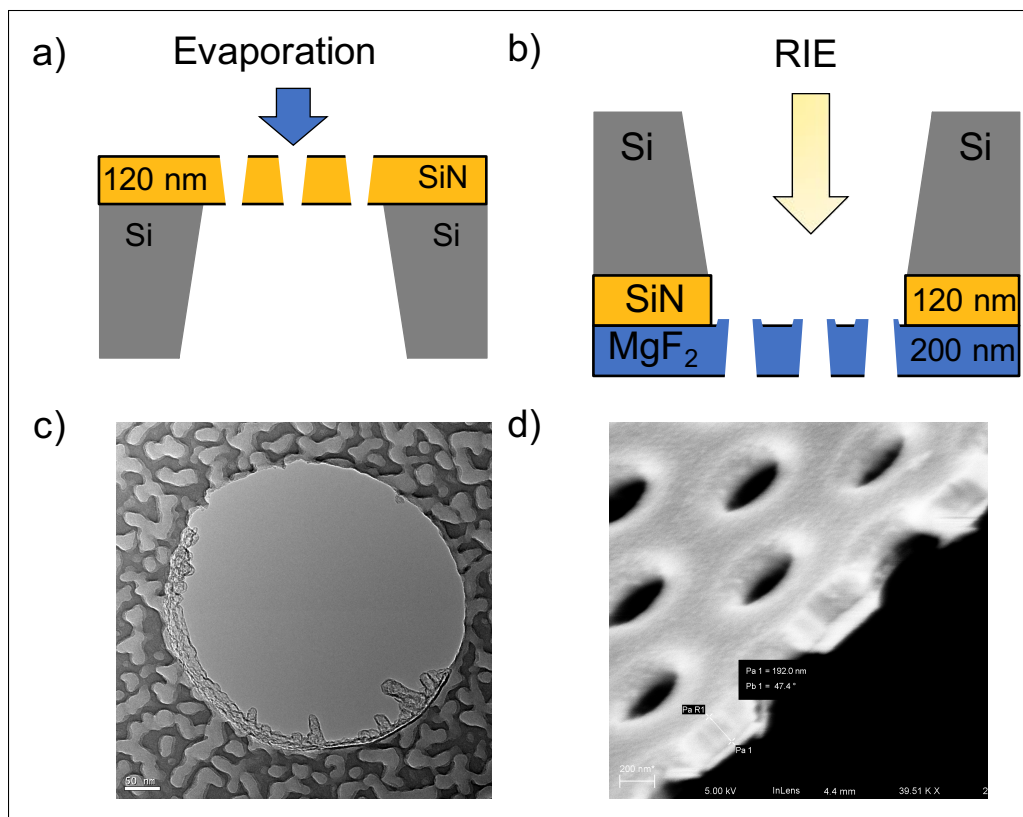 a)
Evaporation
120 nm
SiN
Si
Si
b)
RIE
Si
Si
SiN
120 nm
MgF₂
200 nm
c)
50 nm
d)
Pa 1 = 192.0 nm
Pb 1 = 47.4 °
Pa R1
Pa 1
200 nm*
5.00 kV
InLens
4.4 mm
39.51 K X
2